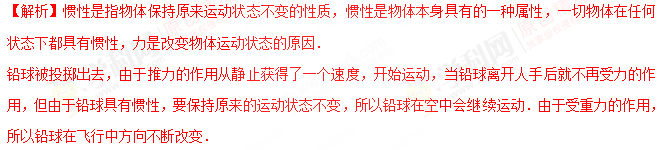 【解析】惯性是指物体保持原来运动状态不变的性质，惯性是物体本身具有的一种属性，一切物体在任何
状态下都具有惯性，力是改变物体运动状态的原因．
铅球被投掷出去，由于推力的作用从静止获得了一个速度，开始运动，当铅球离开人手后就不再受力的作
用，但由于铅球具有惯性，要保持原来的运动状态不变，所以铅球在空中会继续运动．由于受重力的作用，
所以铅球在飞行中方向不断改变．